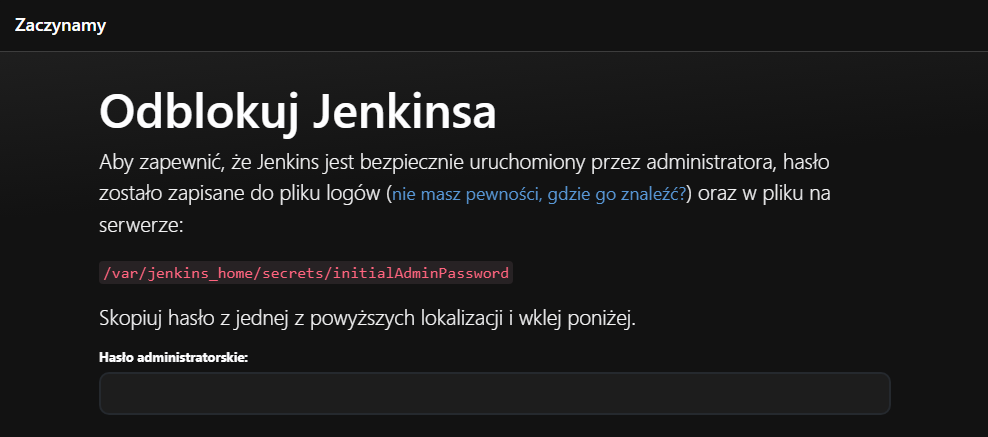 Zaczynamy
Odblokuj Jenkinsa
Aby zapewnić, że Jenkins jest bezpiecznie uruchomiony przez administratora, hasło
zostało zapisane do pliku logów (nie masz pewności, gdzie go znaleźć?) oraz w pliku na
serwerze:
/var/jenkins_home/secrets/initialAdminPassword
Skopiuj hasło z jednej z powyższych lokalizacji i wklej poniżej.
Hasło administratorskie: